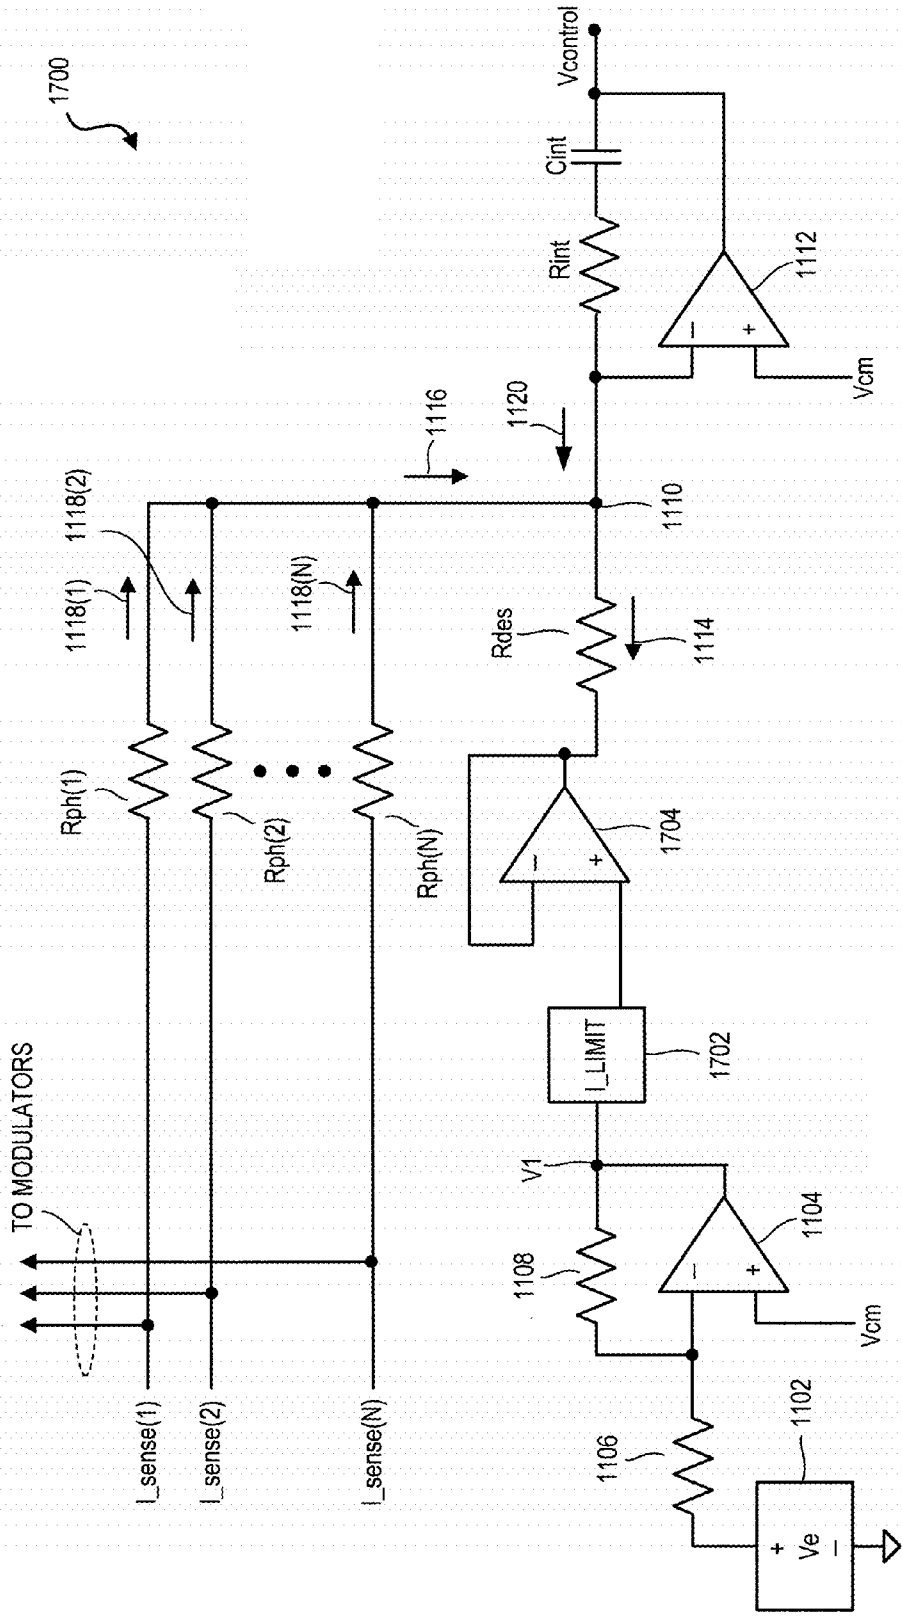 1700
TO MODULATORS
I_sense(1)
I_sense(2)
I_sense(N)
Rph(1)
Rph(2)
Rph(N)
1118(1)
1118(2)
1118(N)
1116
1120
1110
Vcontrol
Cint
Rint
−
+
1112
Vcm
Rdes
1114
−
+
1704
I_LIMIT
1702
V1
1108
−
+
1104
Vcm
1106
1102
+
Ve
−